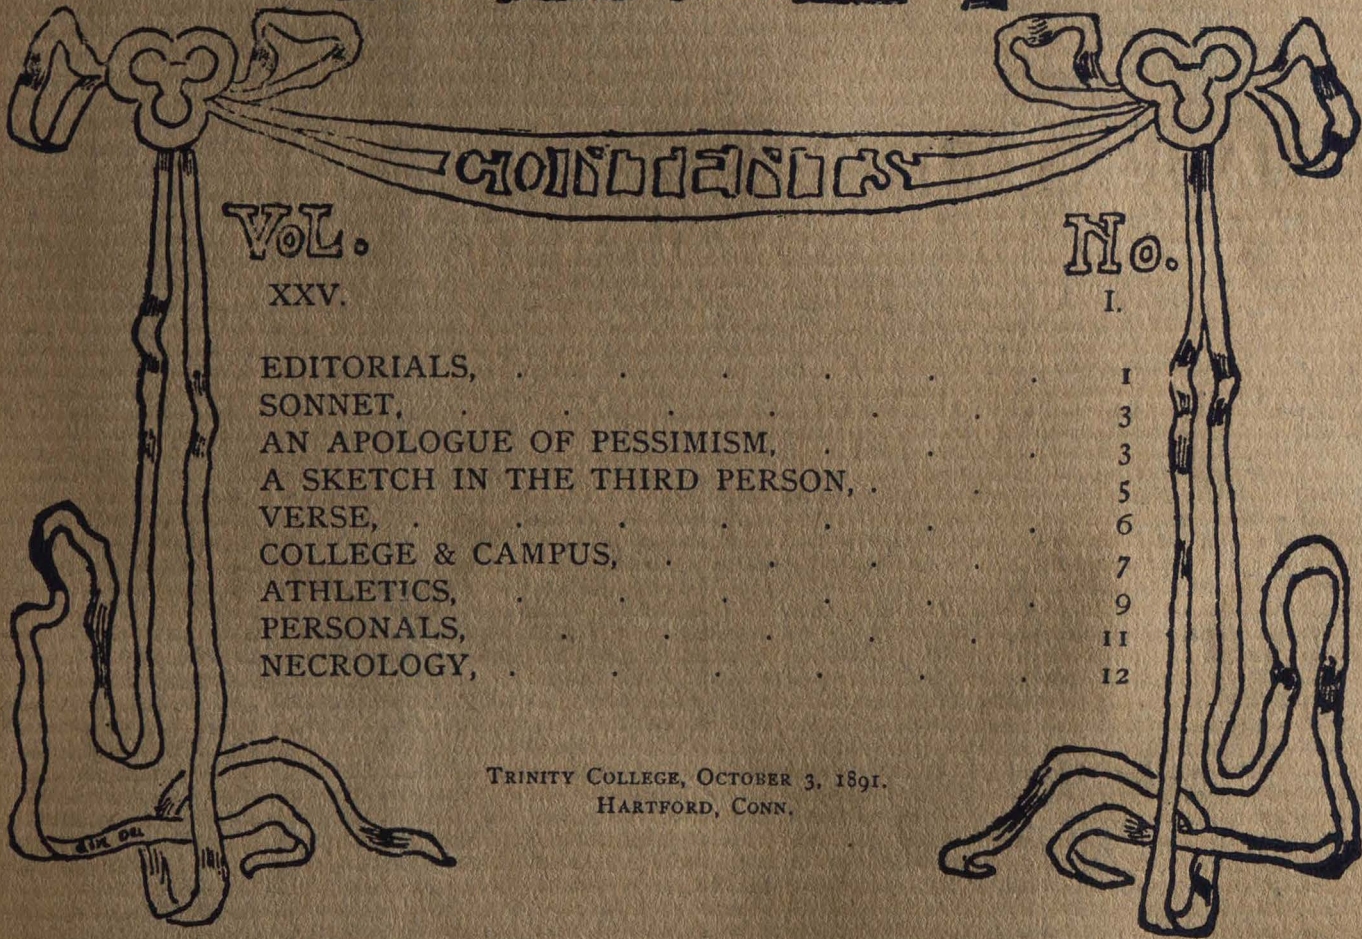 CONTENTS
VOL. No.
XXV. I.
EDITORIALS, . . . . . . 1
SONNET, . . . . . . 3
AN APOLOGUE OF PESSIMISM, . . . 3
A SKETCH IN THE THIRD PERSON, . . 5
VERSE, . . . . . . 6
COLLEGE & CAMPUS, . . . . 7
ATHLETICS, . . . . . . 9
PERSONALS, . . . . . 11
NECROLOGY, . . . . . . 12
TRINITY COLLEGE, OCTOBER 3, 1891.
HARTFORD, CONN.